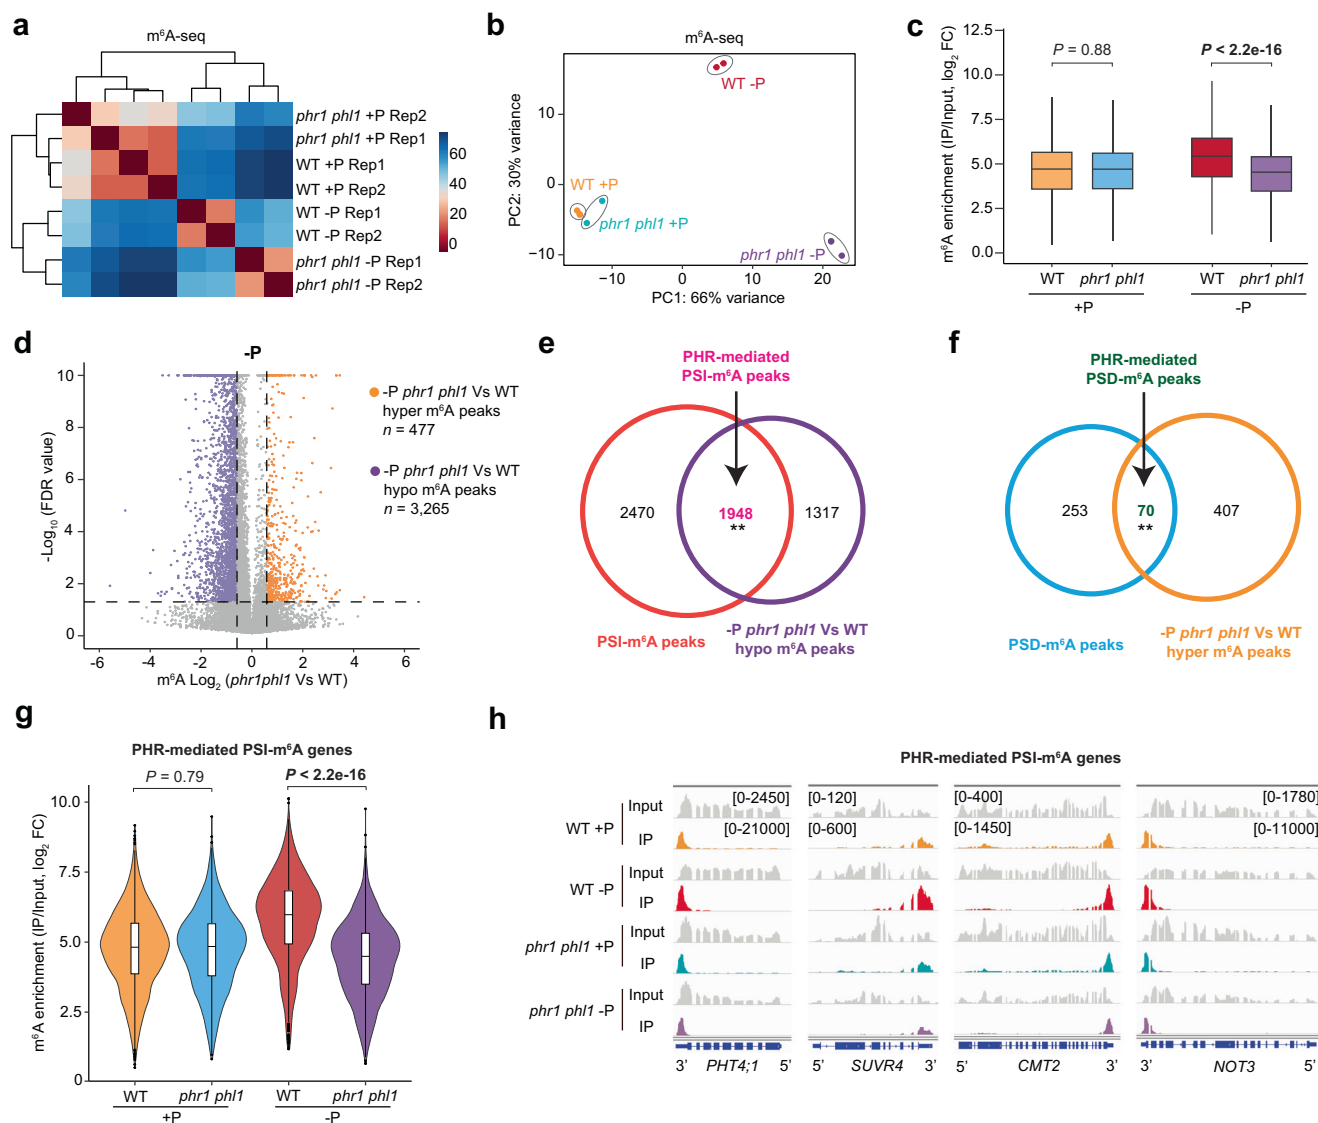 a
m⁶A-seq
phr1 phl1 +P Rep2
phr1 phl1 +P Rep1
WT +P Rep1
WT +P Rep2
WT -P Rep1
WT -P Rep2
phr1 phl1 -P Rep1
phr1 phl1 -P Rep2
60
40
20
0
b
m⁶A-seq
WT -P
WT +P
phr1 phl1 +P
phr1 phl1 -P
PC2: 30% variance
10
0
−10
−10
0
10
20
PC1: 66% variance
c
m⁶A enrichment (IP/Input, log₂ FC)
12.5
10.0
7.5
5.0
2.5
0.0
P = 0.88
P < 2.2e-16
WT
phr1 phl1
WT
phr1 phl1
+P
-P
d
-P
-Log₁₀ (FDR value)
10
8
6
4
2
0
-6
-4
-2
0
2
4
6
m⁶A Log₂ (phr1phl1 Vs WT)
-P phr1 phl1 Vs WT
hyper m⁶A peaks
n = 477
-P phr1 phl1 Vs WT
hypo m⁶A peaks
n = 3,265
e
PHR-mediated
PSI-m⁶A peaks
2470
1948
**
1317
PSI-m⁶A peaks
-P phr1 phl1 Vs WT
hypo m⁶A peaks
f
PHR-mediated
PSD-m⁶A peaks
253
70
**
407
PSD-m⁶A peaks
-P phr1 phl1 Vs WT
hyper m⁶A peaks
g
PHR-mediated PSI-m⁶A genes
P = 0.79
P < 2.2e-16
m⁶A enrichment (IP/Input, log₂ FC)
10.0
7.5
5.0
2.5
0
WT
phr1 phl1
WT
phr1 phl1
+P
-P
h
PHR-mediated PSI-m⁶A genes
WT +P
Input
IP
WT -P
Input
IP
phr1 phl1 +P
Input
IP
phr1 phl1 -P
Input
IP
[0-2450]
[0-120]
[0-400]
[0-1780]
[0-21000]
[0-600]
[0-1450]
[0-11000]
3’ PHT4;1 5’
5’ SUVR4 3’
5’ CMT2 3’
3’ NOT3 5’